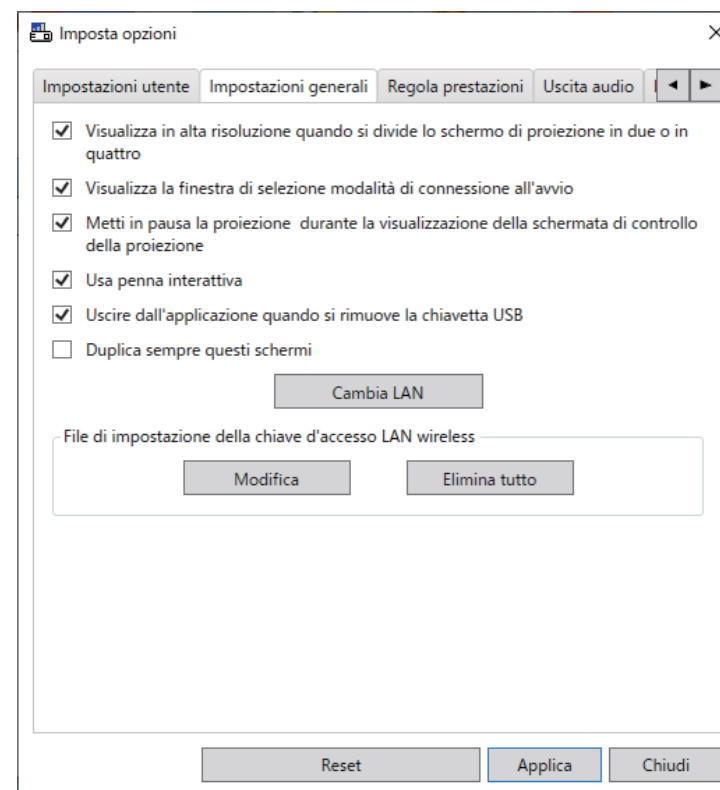 Imposta opzioni
Impostazioni utente Impostazioni generali Regola prestazioni Uscita audio
Visualizza in alta risoluzione quando si divide lo schermo di proiezione in due o in
quattro
Visualizza la finestra di selezione modalità di connessione all'avvio
Metti in pausa la proiezione  durante la visualizzazione della schermata di controllo
della proiezione
Usa penna interattiva
Uscire dall'applicazione quando si rimuove la chiavetta USB
Duplica sempre questi schermi
Cambia LAN
File di impostazione della chiave d'accesso LAN wireless
Modifica Elimina tutto
Reset Applica Chiudi